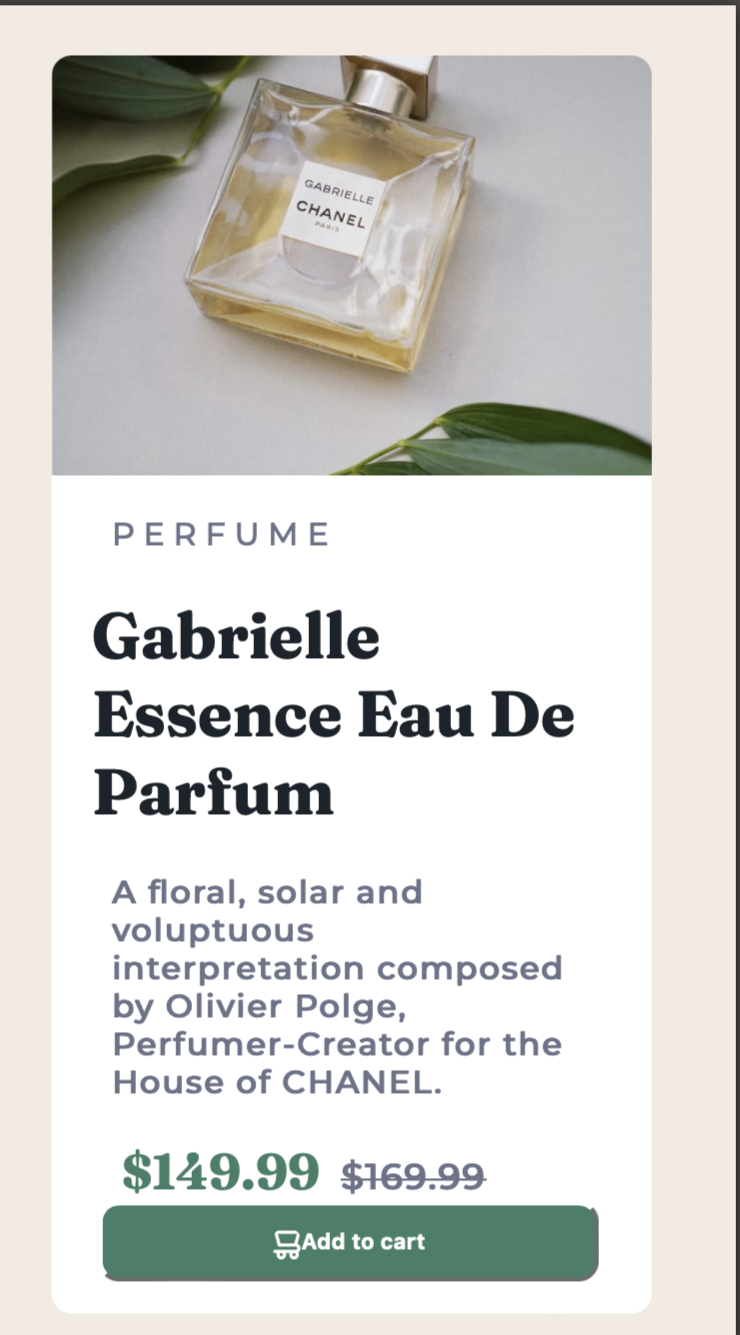 GABRIELLE
CHANEL
PARIS
PERFUME
Gabrielle
Essence Eau De
Parfum
A floral, solar and
voluptuous
interpretation composed
by Olivier Polge,
Perfumer-Creator for the
House of CHANEL.
$149.99 $169.99
Add to cart